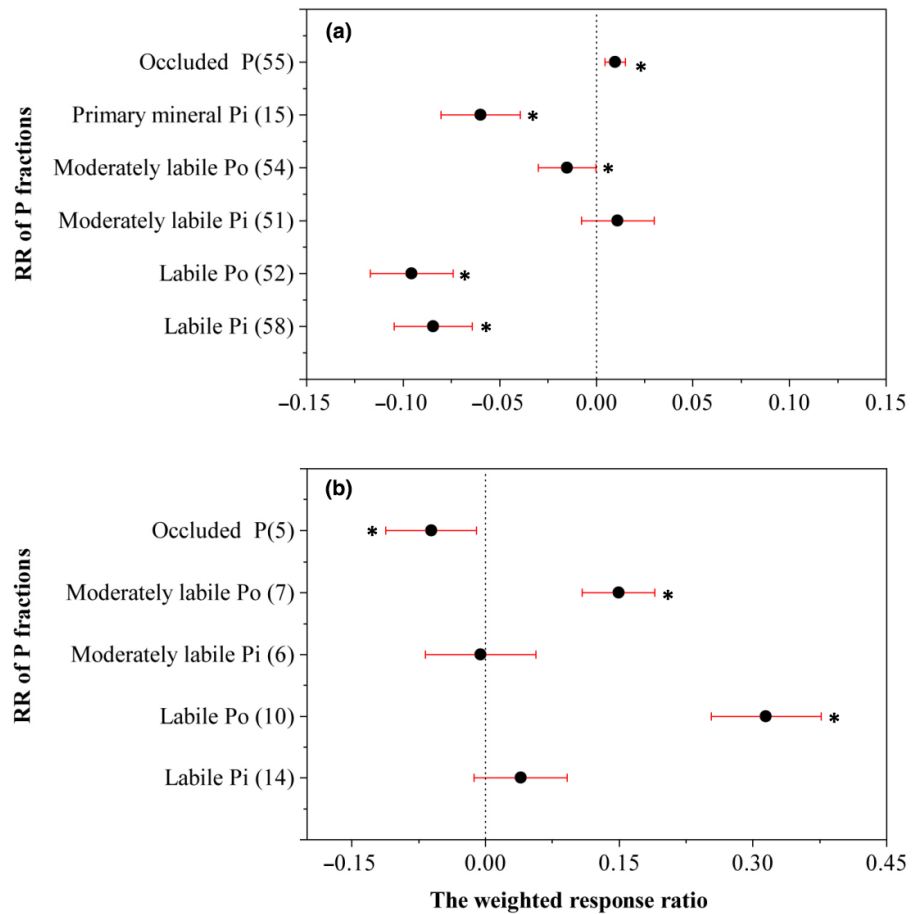 (a)
RR of P fractions
Occluded P(55)
*
Primary mineral Pi (15)
*
Moderately labile Po (54)
*
Moderately labile Pi (51)
Labile Po (52)
*
Labile Pi (58)
*
−0.15 −0.10 −0.05 0.00 0.05 0.10 0.15
(b)
RR of P fractions
Occluded P(5)
*
Moderately labile Po (7)
*
Moderately labile Pi (6)
Labile Po (10)
*
Labile Pi (14)
−0.15 0.00 0.15 0.30 0.45
The weighted response ratio